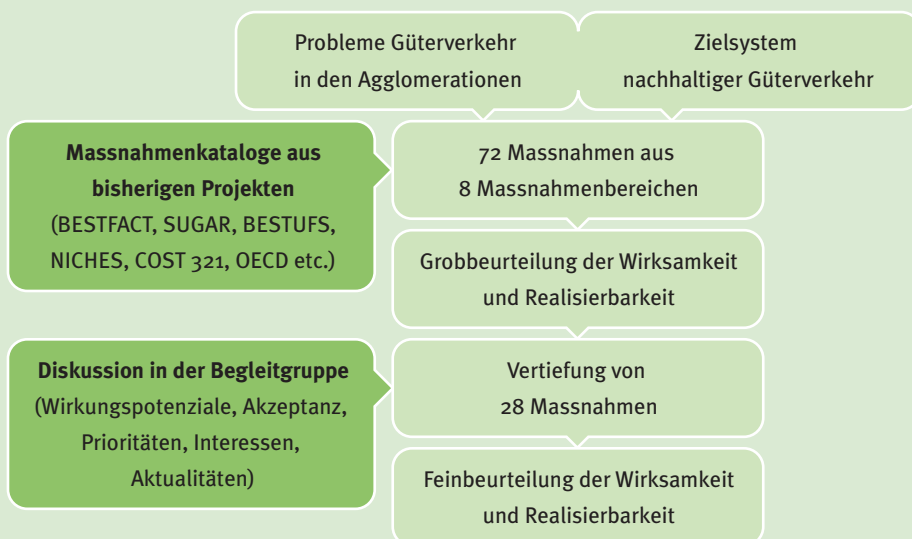 Probleme Güterverkehr
in den Agglomerationen
Zielsystem
nachhaltiger Güterverkehr
Massnahmenkataloge aus
bisherigen Projekten
(BESTFACT, SUGAR, BESTUFS,
NICHES, COST 321, OECD etc.)
72 Massnahmen aus
8 Massnahmenbereichen
Grobbeurteilung der Wirksamkeit
und Realisierbarkeit
Diskussion in der Begleitgruppe
(Wirkungspotenziale, Akzeptanz,
Prioritäten, Interessen,
Aktualitäten)
Vertiefung von
28 Massnahmen
Feinbeurteilung der Wirksamkeit
und Realisierbarkeit